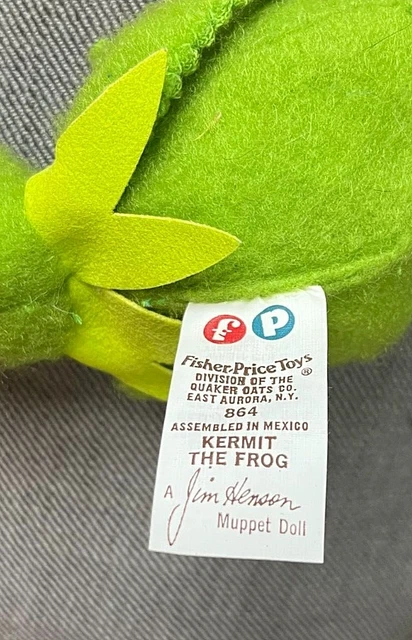 f P
Fisher-Price Toys®
DIVISION OF THE
QUAKER OATS CO.
EAST AURORA, N.Y.
864
ASSEMBLED IN MEXICO
KERMIT
THE FROG
A Jim Henson
Muppet Doll